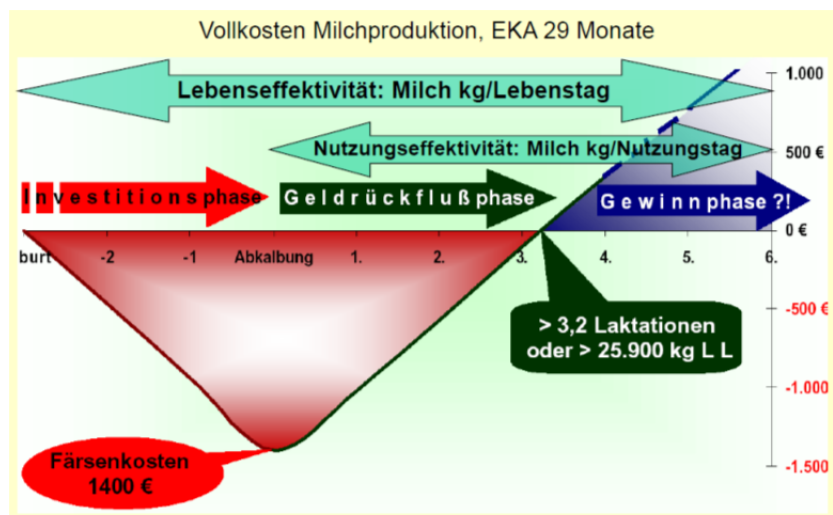 Vollkosten Milchproduktion, EKA 29 Monate
Lebenseffektivität: Milch kg/Lebenstag
Nutzungseffektivität: Milch kg/Nutzungstag
Investitionsphase
Geldrückflußphase
Gewinnphase ?!
1.000
500 €
0 €
-500 €
-1.000
-1.500
burt
-2
-1
Abkalbung
1.
2.
3.
4.
5.
6.
> 3,2 Laktationen
oder > 25.900 kg L L
Färsenkosten
1400 €